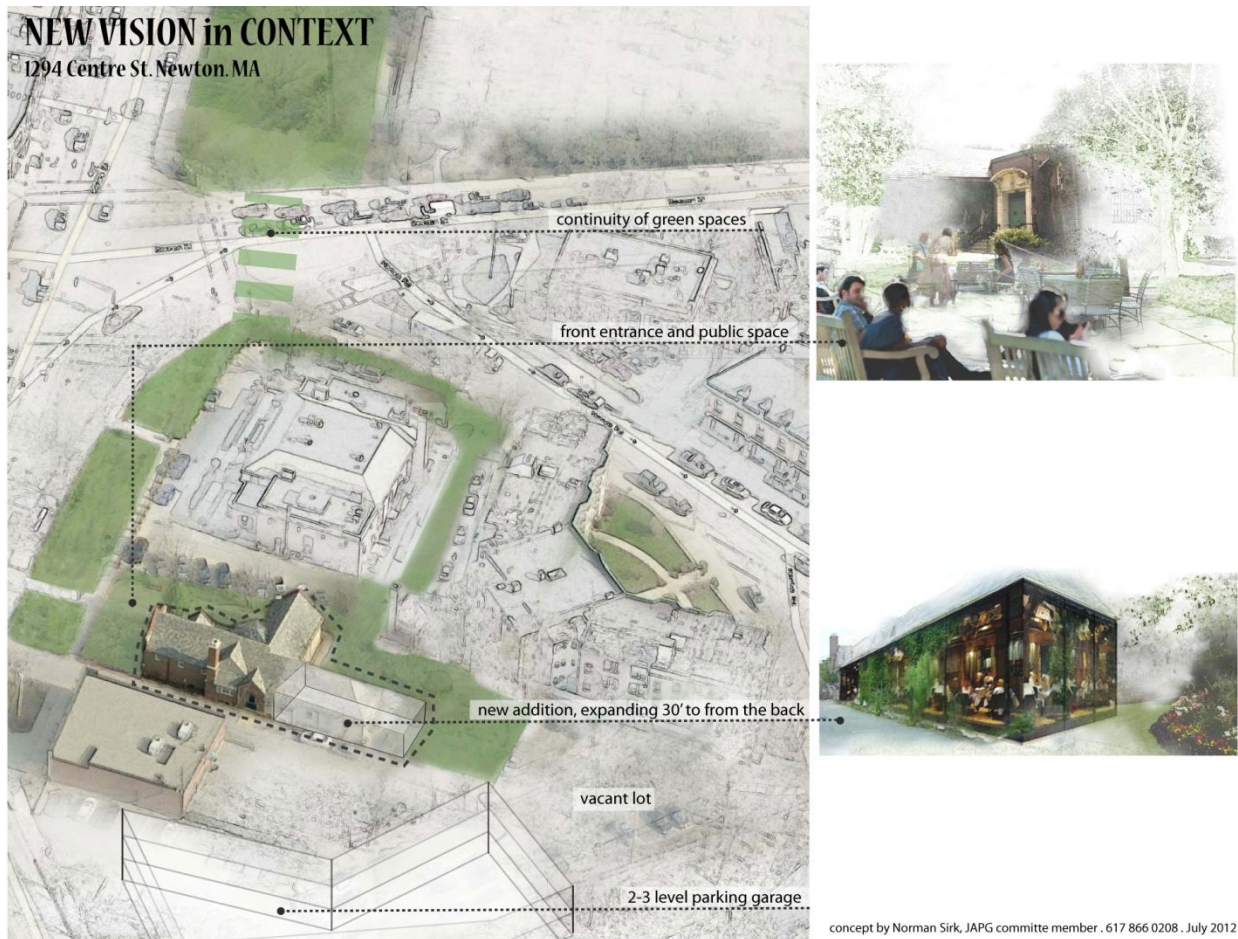 NEW VISION in CONTEXT
1294 Centre St. Newton. MA
continuity of green spaces
front entrance and public space
new addition, expanding 30' to from the back
vacant lot
2-3 level parking garage
concept by Norman Sirk, JAPG committe member . 617 866 0208 . July 2012